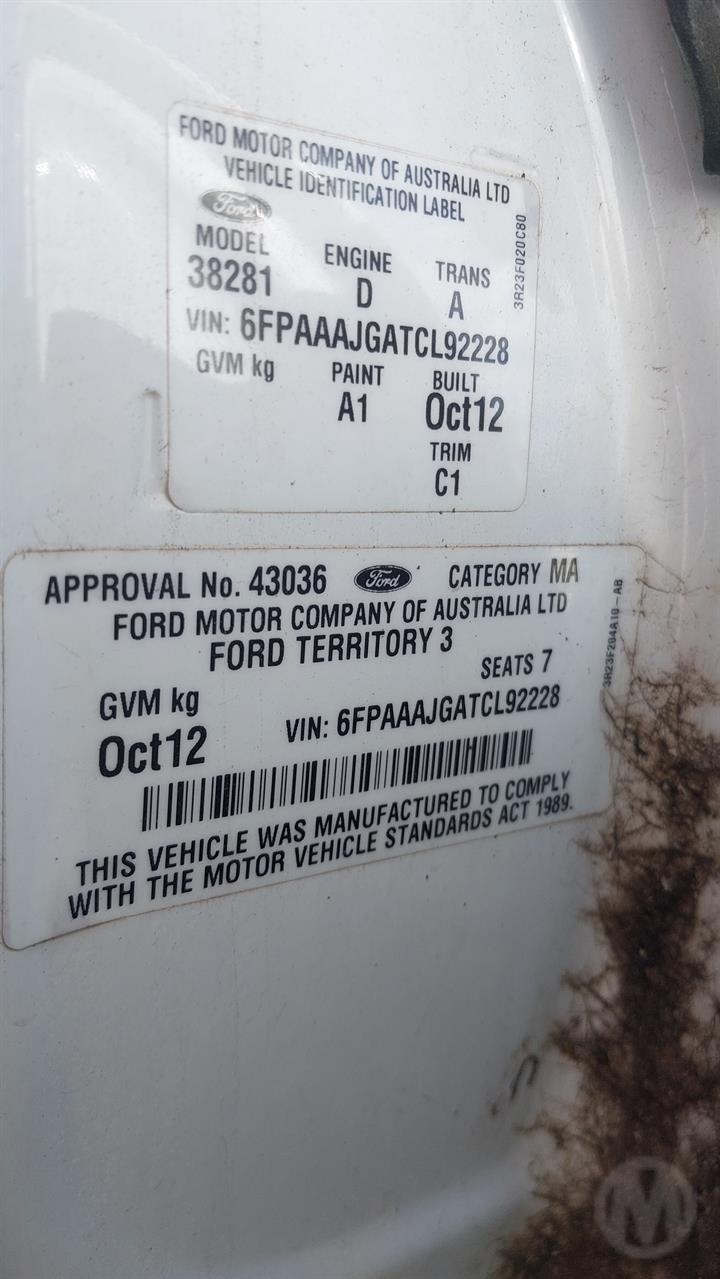 FORD MOTOR COMPANY OF AUSTRALIA LTD
VEHICLE IDENTIFICATION LABEL
Ford
MODEL ENGINE TRANS
38281 D A
VIN: 6FPAAAJGATCL92228
GVM kg PAINT BUILT
A1 Oct12
TRIM
C1
3R23F020C80
APPROVAL No. 43036 Ford CATEGORY MA
FORD MOTOR COMPANY OF AUSTRALIA LTD
FORD TERRITORY 3
SEATS 7
GVM kg
Oct12 VIN: 6FPAAAJGATCL92228
THIS VEHICLE WAS MANUFACTURED TO COMPLY
WITH THE MOTOR VEHICLE STANDARDS ACT 1989.
3R23F204A10-AB
M